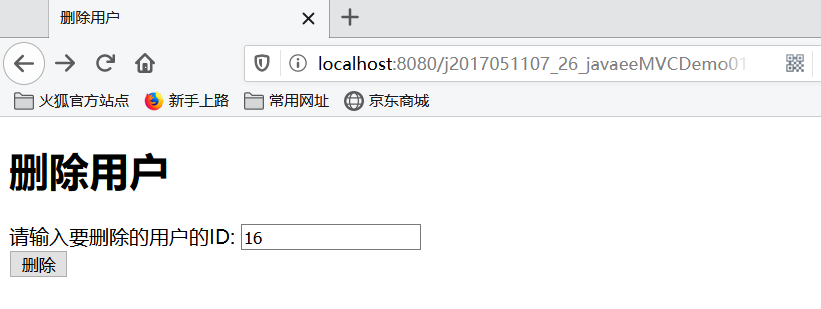 删除用户
localhost:8080/j2017051107_26_javaeeMVCDemo01
火狐官方站点 新手上路 常用网址 京东商城
删除用户
请输入要删除的用户的ID: 16
删除